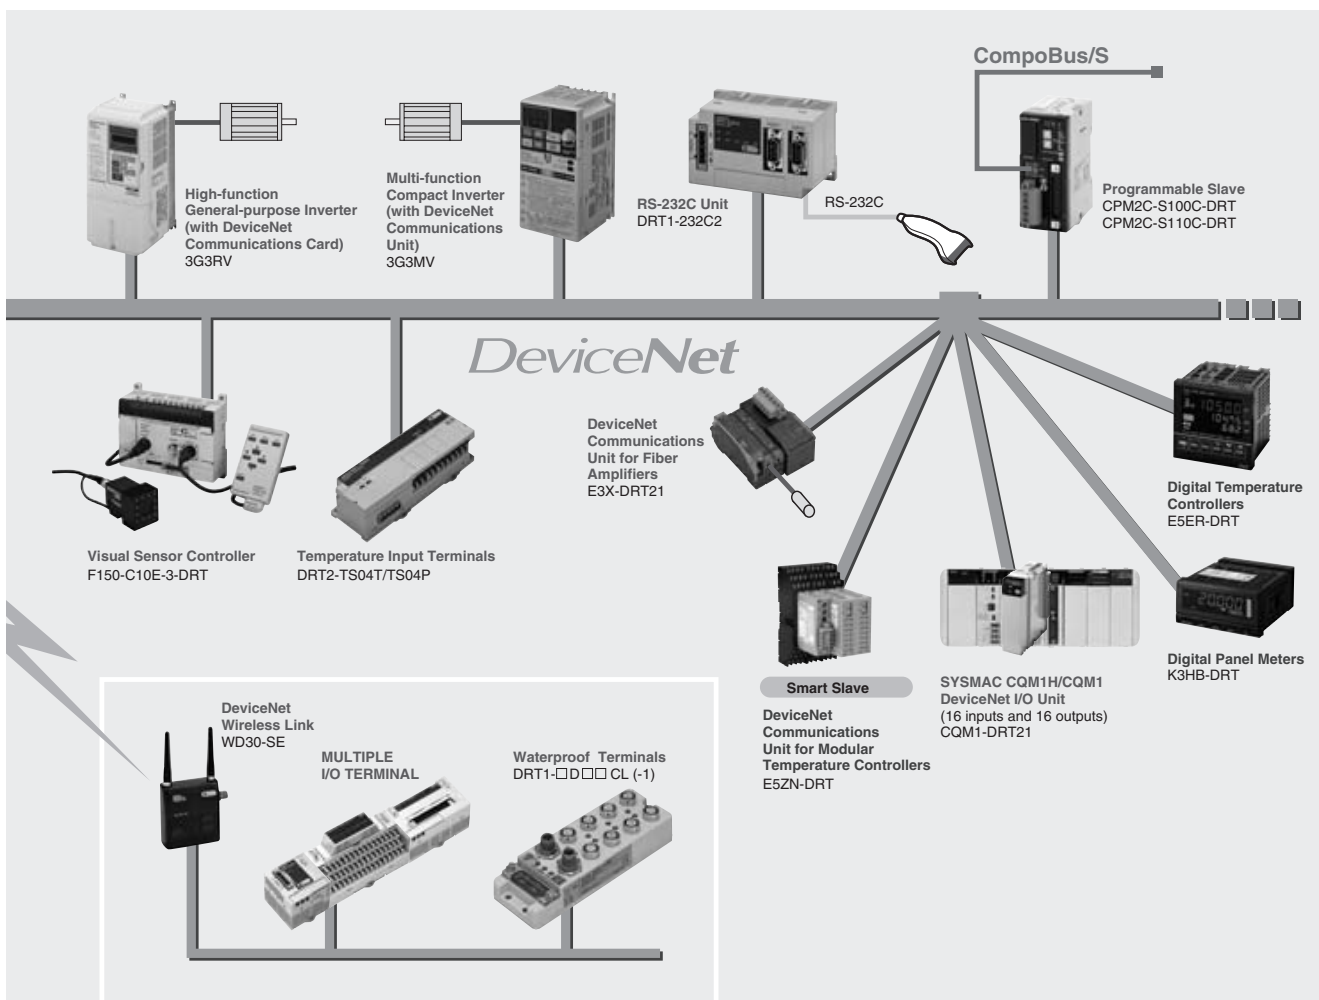 CompoBus/S
High-function
General-purpose Inverter
(with DeviceNet
Communications Card)
3G3RV
Multi-function
Compact Inverter
(with DeviceNet
Communications
Unit)
3G3MV
RS-232C Unit
DRT1-232C2
RS-232C
Programmable Slave
CPM2C-S100C-DRT
CPM2C-S110C-DRT
DeviceNet
Visual Sensor Controller
F150-C10E-3-DRT
Temperature Input Terminals
DRT2-TS04T/TS04P
DeviceNet
Communications
Unit for Fiber
Amplifiers
E3X-DRT21
Digital Temperature
Controllers
E5ER-DRT
Smart Slave
DeviceNet
Communications
Unit for Modular
Temperature Controllers
E5ZN-DRT
SYSMAC CQM1H/CQM1
DeviceNet I/O Unit
(16 inputs and 16 outputs)
CQM1-DRT21
20.000
Digital Panel Meters
K3HB-DRT
DeviceNet
Wireless Link
WD30-SE
MULTIPLE
I/O TERMINAL
Waterproof Terminals
DRT1-□D□□CL (-1)